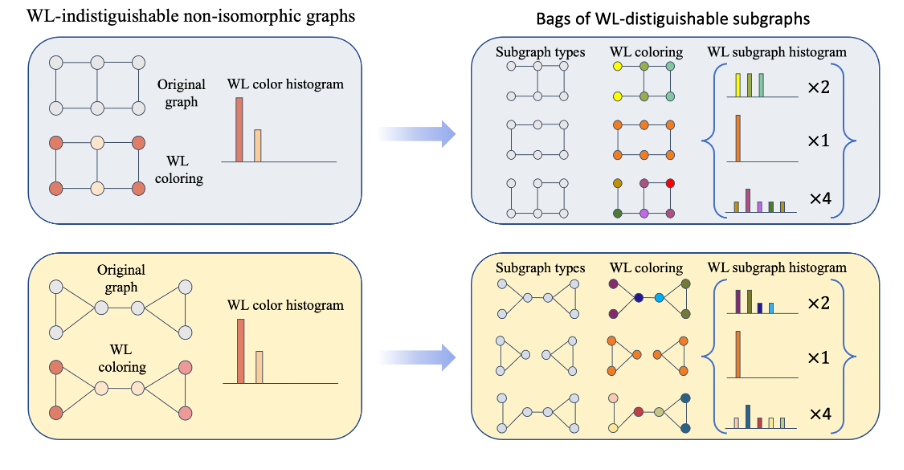 WL-indistiguishable non-isomorphic graphs
Original
graph
WL color histogram
WL
coloring
Bags of WL-distiguishable subgraphs
Subgraph types
WL coloring
WL subgraph histogram
×2
×1
×4
Original
graph
WL color histogram
WL
coloring
Subgraph types
WL coloring
WL subgraph histogram
×2
×1
×4